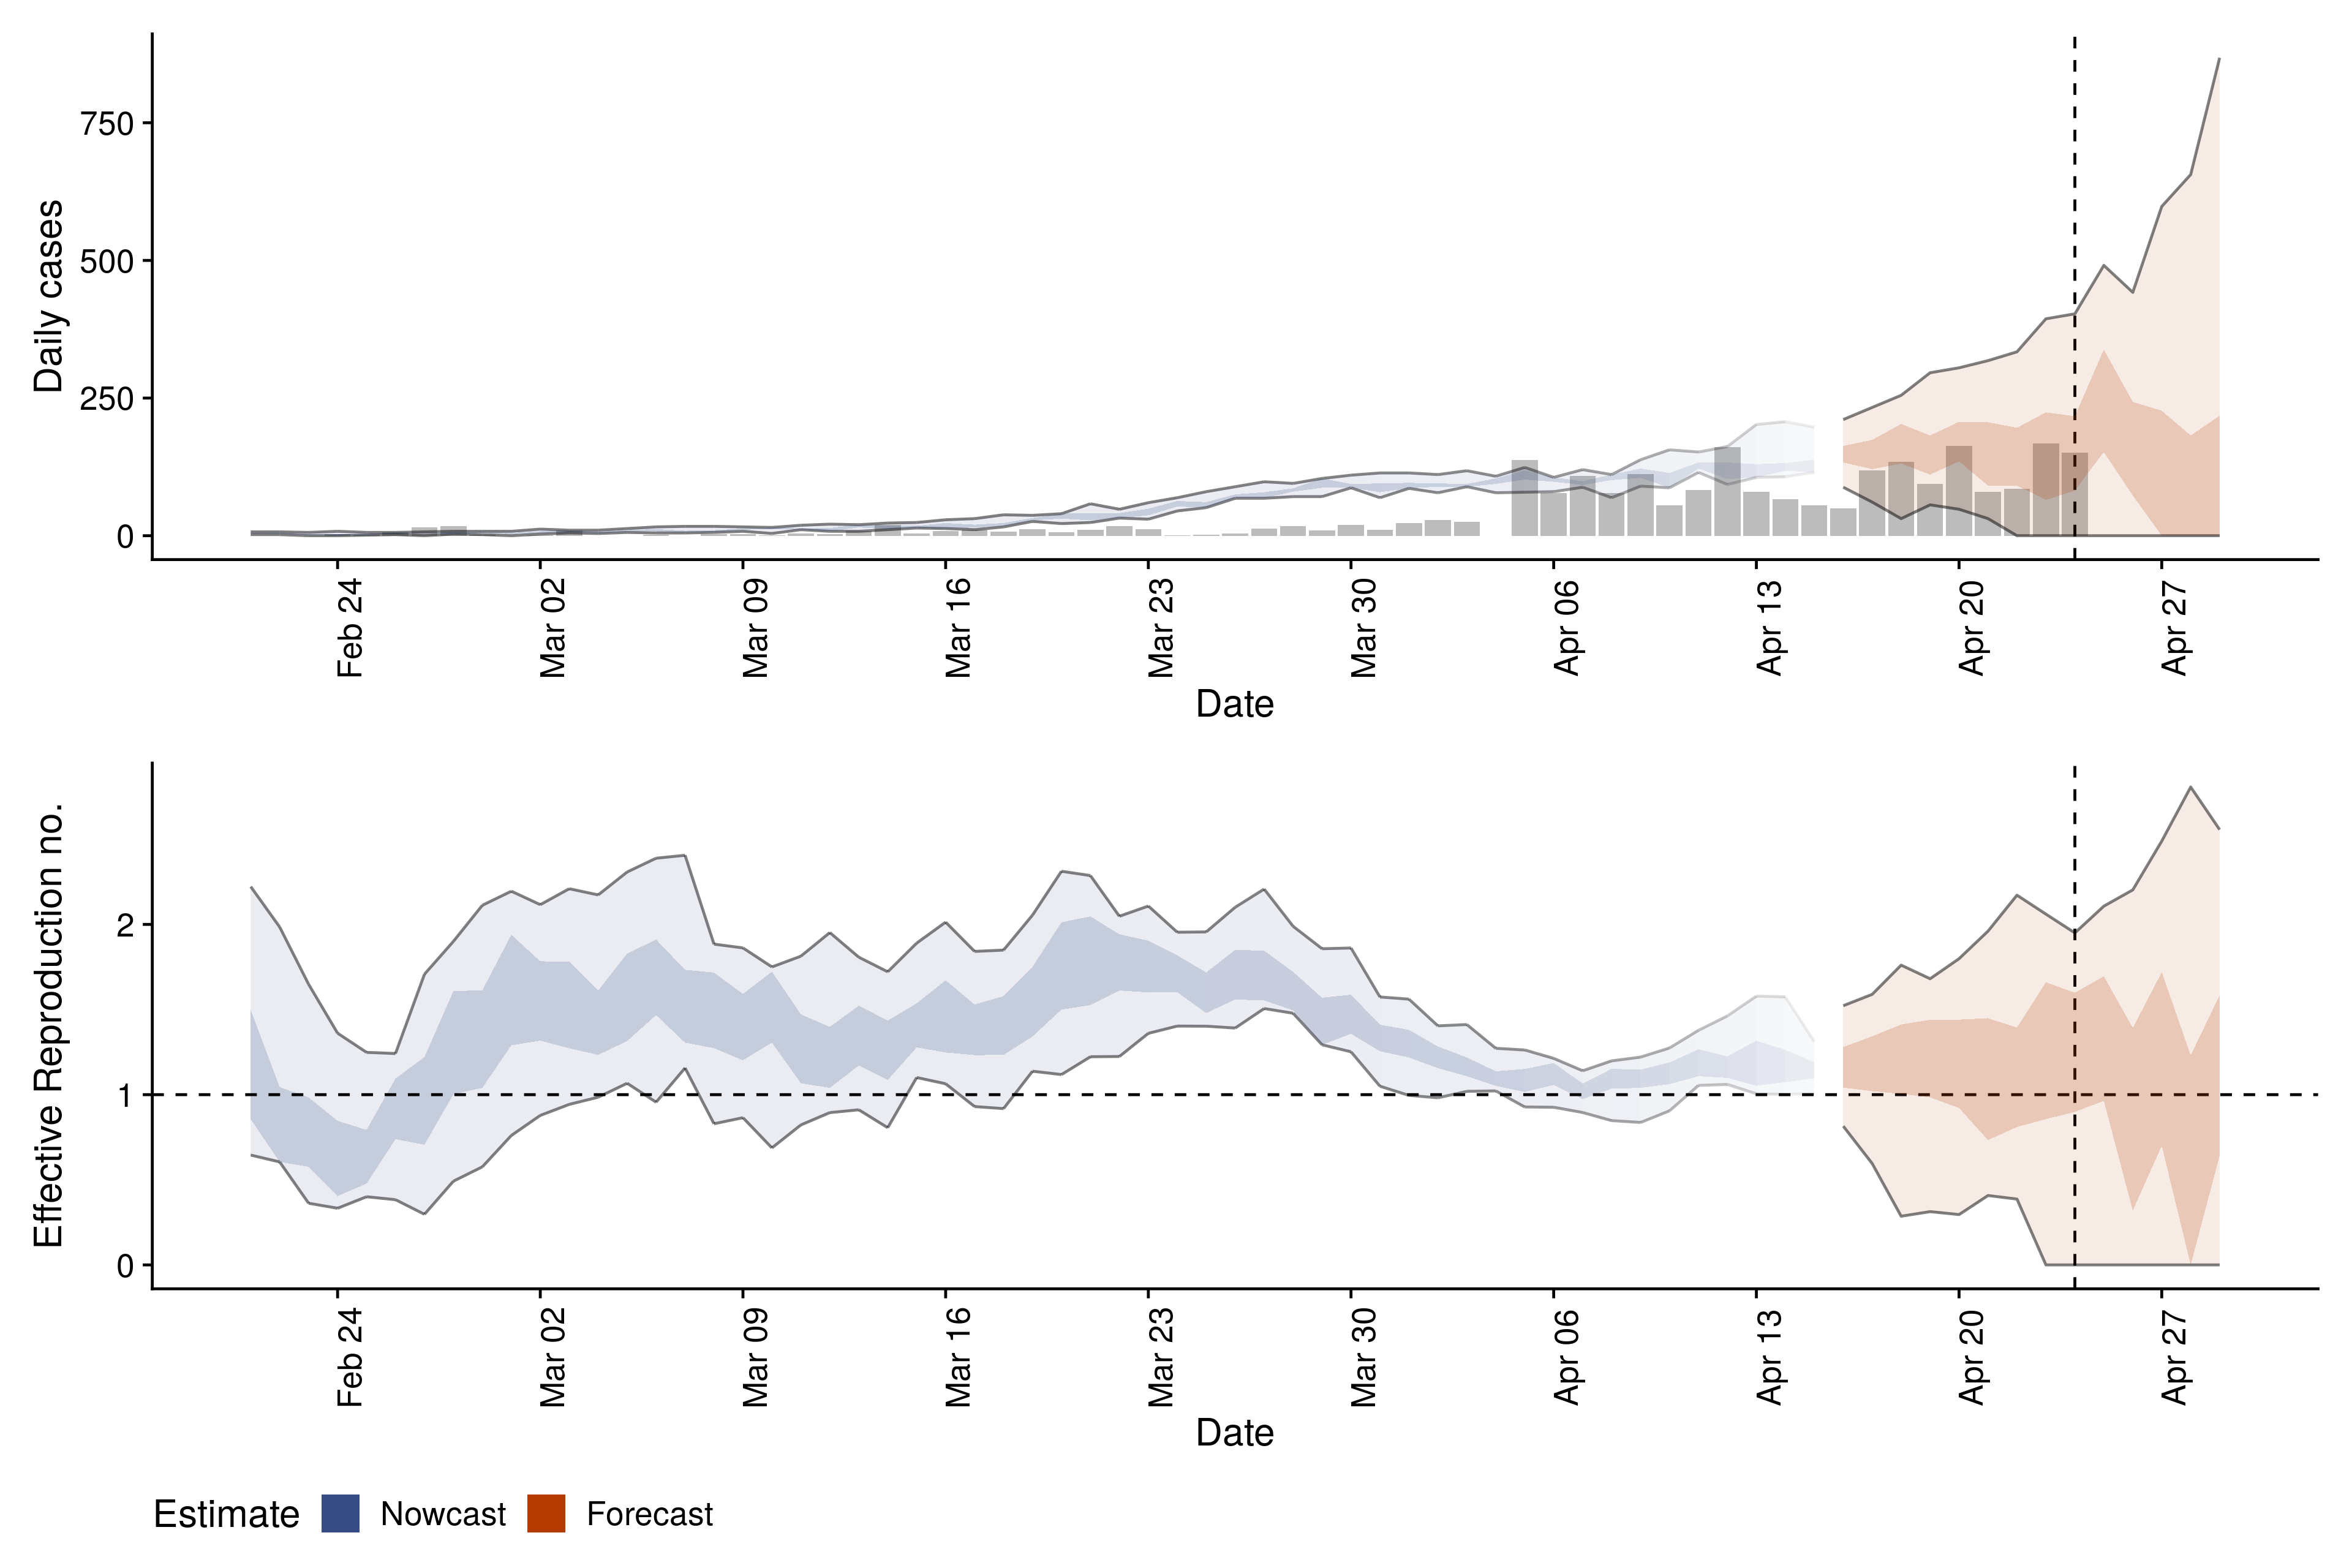 Daily cases
750
500
250
0
Feb 24
Mar 02
Mar 09
Mar 16
Mar 23
Mar 30
Apr 06
Apr 13
Apr 20
Apr 27
Date
Effective Reproduction no.
2
1
0
Feb 24
Mar 02
Mar 09
Mar 16
Mar 23
Mar 30
Apr 06
Apr 13
Apr 20
Apr 27
Date
Estimate Nowcast Forecast